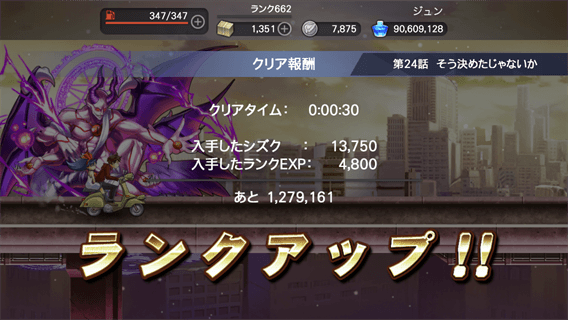 ランク662
ジュン
347/347
1,351
7,875
90,609,128
クリア報酬
第24話 そう決めたじゃないか
クリアタイム： 0:00:30
入手したシズク ： 13,750
入手したランクEXP： 4,800
あと 1,279,161
ランクアップ!!